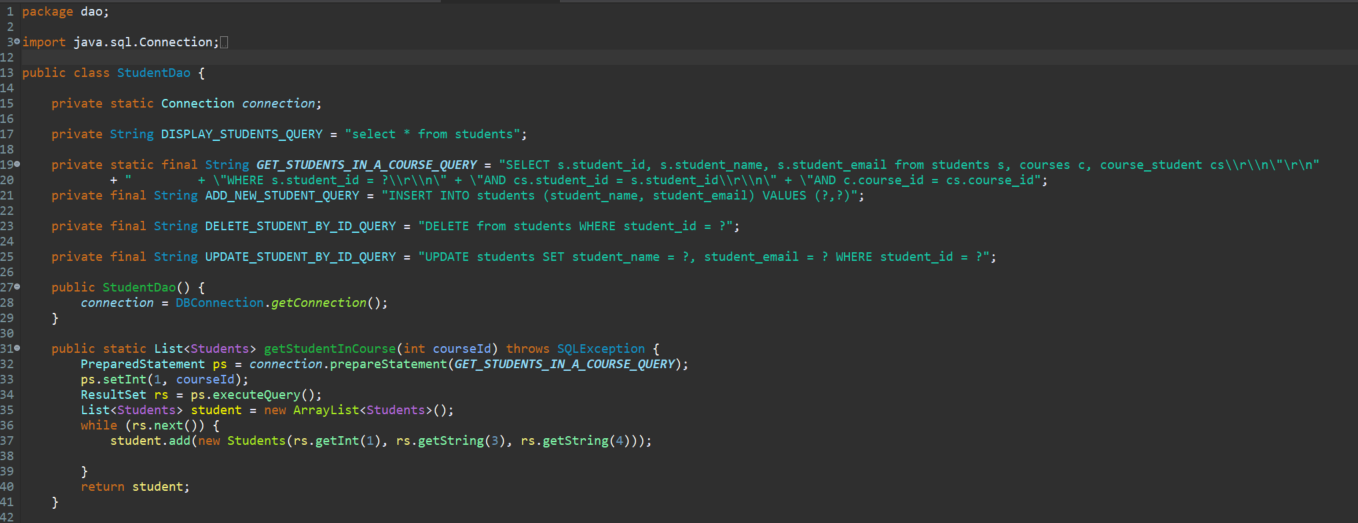 1 package dao;
2
3 import java.sql.Connection;
12
13 public class StudentDao {
14
15     private static Connection connection;
16
17     private String DISPLAY_STUDENTS_QUERY = "select * from students";
18
19     private static final String GET_STUDENTS_IN_A_COURSE_QUERY = "SELECT s.student_id, s.student_name, s.student_email from students s, courses c, course_student cs\\r\\n\"\r\n"
20             + "           + \"WHERE s.student_id = ?\\r\\n\" + \"AND cs.student_id = s.student_id\\r\\n\" + \"AND c.course_id = cs.course_id";
21     private final String ADD_NEW_STUDENT_QUERY = "INSERT INTO students (student_name, student_email) VALUES (?,?)";
22
23     private final String DELETE_STUDENT_BY_ID_QUERY = "DELETE from students WHERE student_id = ?";
24
25     private final String UPDATE_STUDENT_BY_ID_QUERY = "UPDATE students SET student_name = ?, student_email = ? WHERE student_id = ?";
26
27     public StudentDao() {
28         connection = DBConnection.getConnection();
29     }
30
31     public static List<Students> getStudentInCourse(int courseId) throws SQLException {
32         PreparedStatement ps = connection.prepareStatement(GET_STUDENTS_IN_A_COURSE_QUERY);
33         ps.setInt(1, courseId);
34         ResultSet rs = ps.executeQuery();
35         List<Students> student = new ArrayList<Students>();
36         while (rs.next()) {
37             student.add(new Students(rs.getInt(1), rs.getString(3), rs.getString(4)));
38
39         }
40         return student;
41     }
42